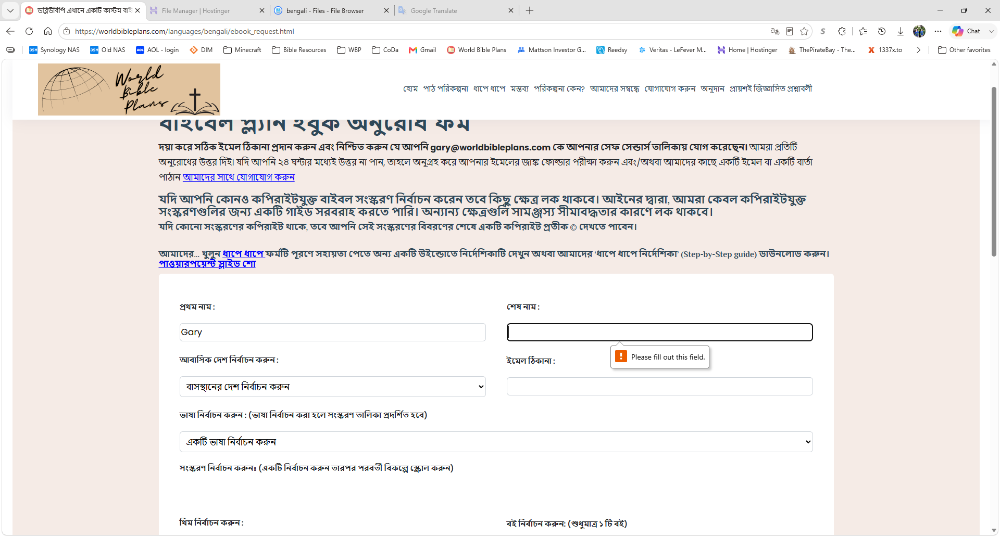 ডব্লিউবিপি এখানে একটি কাস্টম বাই
File Manager | Hostinger
bengali - Files - File Browser
Google Translate
https://worldbibleplans.com/languages/bengali/ebook_request.html
Chat
Synology NAS
Old NAS
AOL - login
DIM
Minecraft
Bible Resources
WBP
CoDa
Gmail
World Bible Plans
Mattson Investor G...
Reedsy
Veritas - LeFever M...
Home | Hostinger
ThePirateBay - The...
1337x.to
Other favorites
World
Bible
Plans
হোম পাঠ পরিকল্পনা ধাপে ধাপে মন্তব্য পরিকল্পনা কেন? আমাদের সম্বন্ধে যোগাযোগ করুন অনুদান প্রায়শই জিজ্ঞাসিত প্রশ্নাবলী
বাইবেল প্ল্যান ইবুক অনুরোধ ফর্ম
দয়া করে সঠিক ইমেল ঠিকানা প্রদান করুন এবং নিশ্চিত করুন যে আপনি gary@worldbibleplans.com কে আপনার সেফ সেন্ডার্স তালিকায় যোগ করেছেন। আমরা প্রতিটি
অনুরোধের উত্তর দিই। যদি আপনি ২৪ ঘন্টার মধ্যেই উত্তর না পান, তাহলে অনুগ্রহ করে আপনার ইমেলের জাঙ্ক ফোল্ডার পরীক্ষা করুন এবং/অথবা আমাদের কাছে একটি ইমেল বা একটি বার্তা
পাঠান আমাদের সাথে যোগাযোগ করুন
যদি আপনি কোনও কপিরাইটযুক্ত বাইবল সংস্করণ নির্বাচন করেন তবে কিছু ক্ষেত্র লক থাকবে। আইনের দ্বারা, আমরা কেবল কপিরাইটযুক্ত
সংস্করণগুলির জন্য একটি গাইড সরবরাহ করতে পারি। অন্যান্য ক্ষেত্রগুলি সামঞ্জস্য সীমাবদ্ধতার কারণে লক থাকবে।
যদি কোনো সংস্করণের কপিরাইট থাকে, তবে আপনি সেই সংস্করণের বিবরণের শেষে একটি কপিরাইট প্রতীক © দেখতে পাবেন।
আমাদের... খুলুন ধাপে ধাপে ফর্মটি পূরণে সহায়তা পেতে অন্য একটি উইন্ডোতে নির্দেশিকাটি দেখুন অথবা আমাদের ‘ধাপে ধাপে নির্দেশিকা’ (Step-by-Step guide) ডাউনলোড করুন।
পাওয়ারপয়েন্ট স্লাইড শো
প্রথম নাম :
শেষ নাম :
Gary
Please fill out this field.
আবাসিক দেশ নির্বাচন করুন :
ইমেল ঠিকানা :
বাসস্থানের দেশ নির্বাচন করুন
ভাষা নির্বাচন করুন : (ভাষা নির্বাচন করা হলে সংস্করণ তালিকা প্রদর্শিত হবে)
একটি ভাষা নির্বাচন করুন
সংস্করণ নির্বাচন করুনঃ (একটি নির্বাচন করুন তারপর পরবর্তী বিকল্পে স্ক্রোল করুন)
থিম নির্বাচন করুন :
বই নির্বাচন করুন: (শুধুমাত্র ১ টি বই)